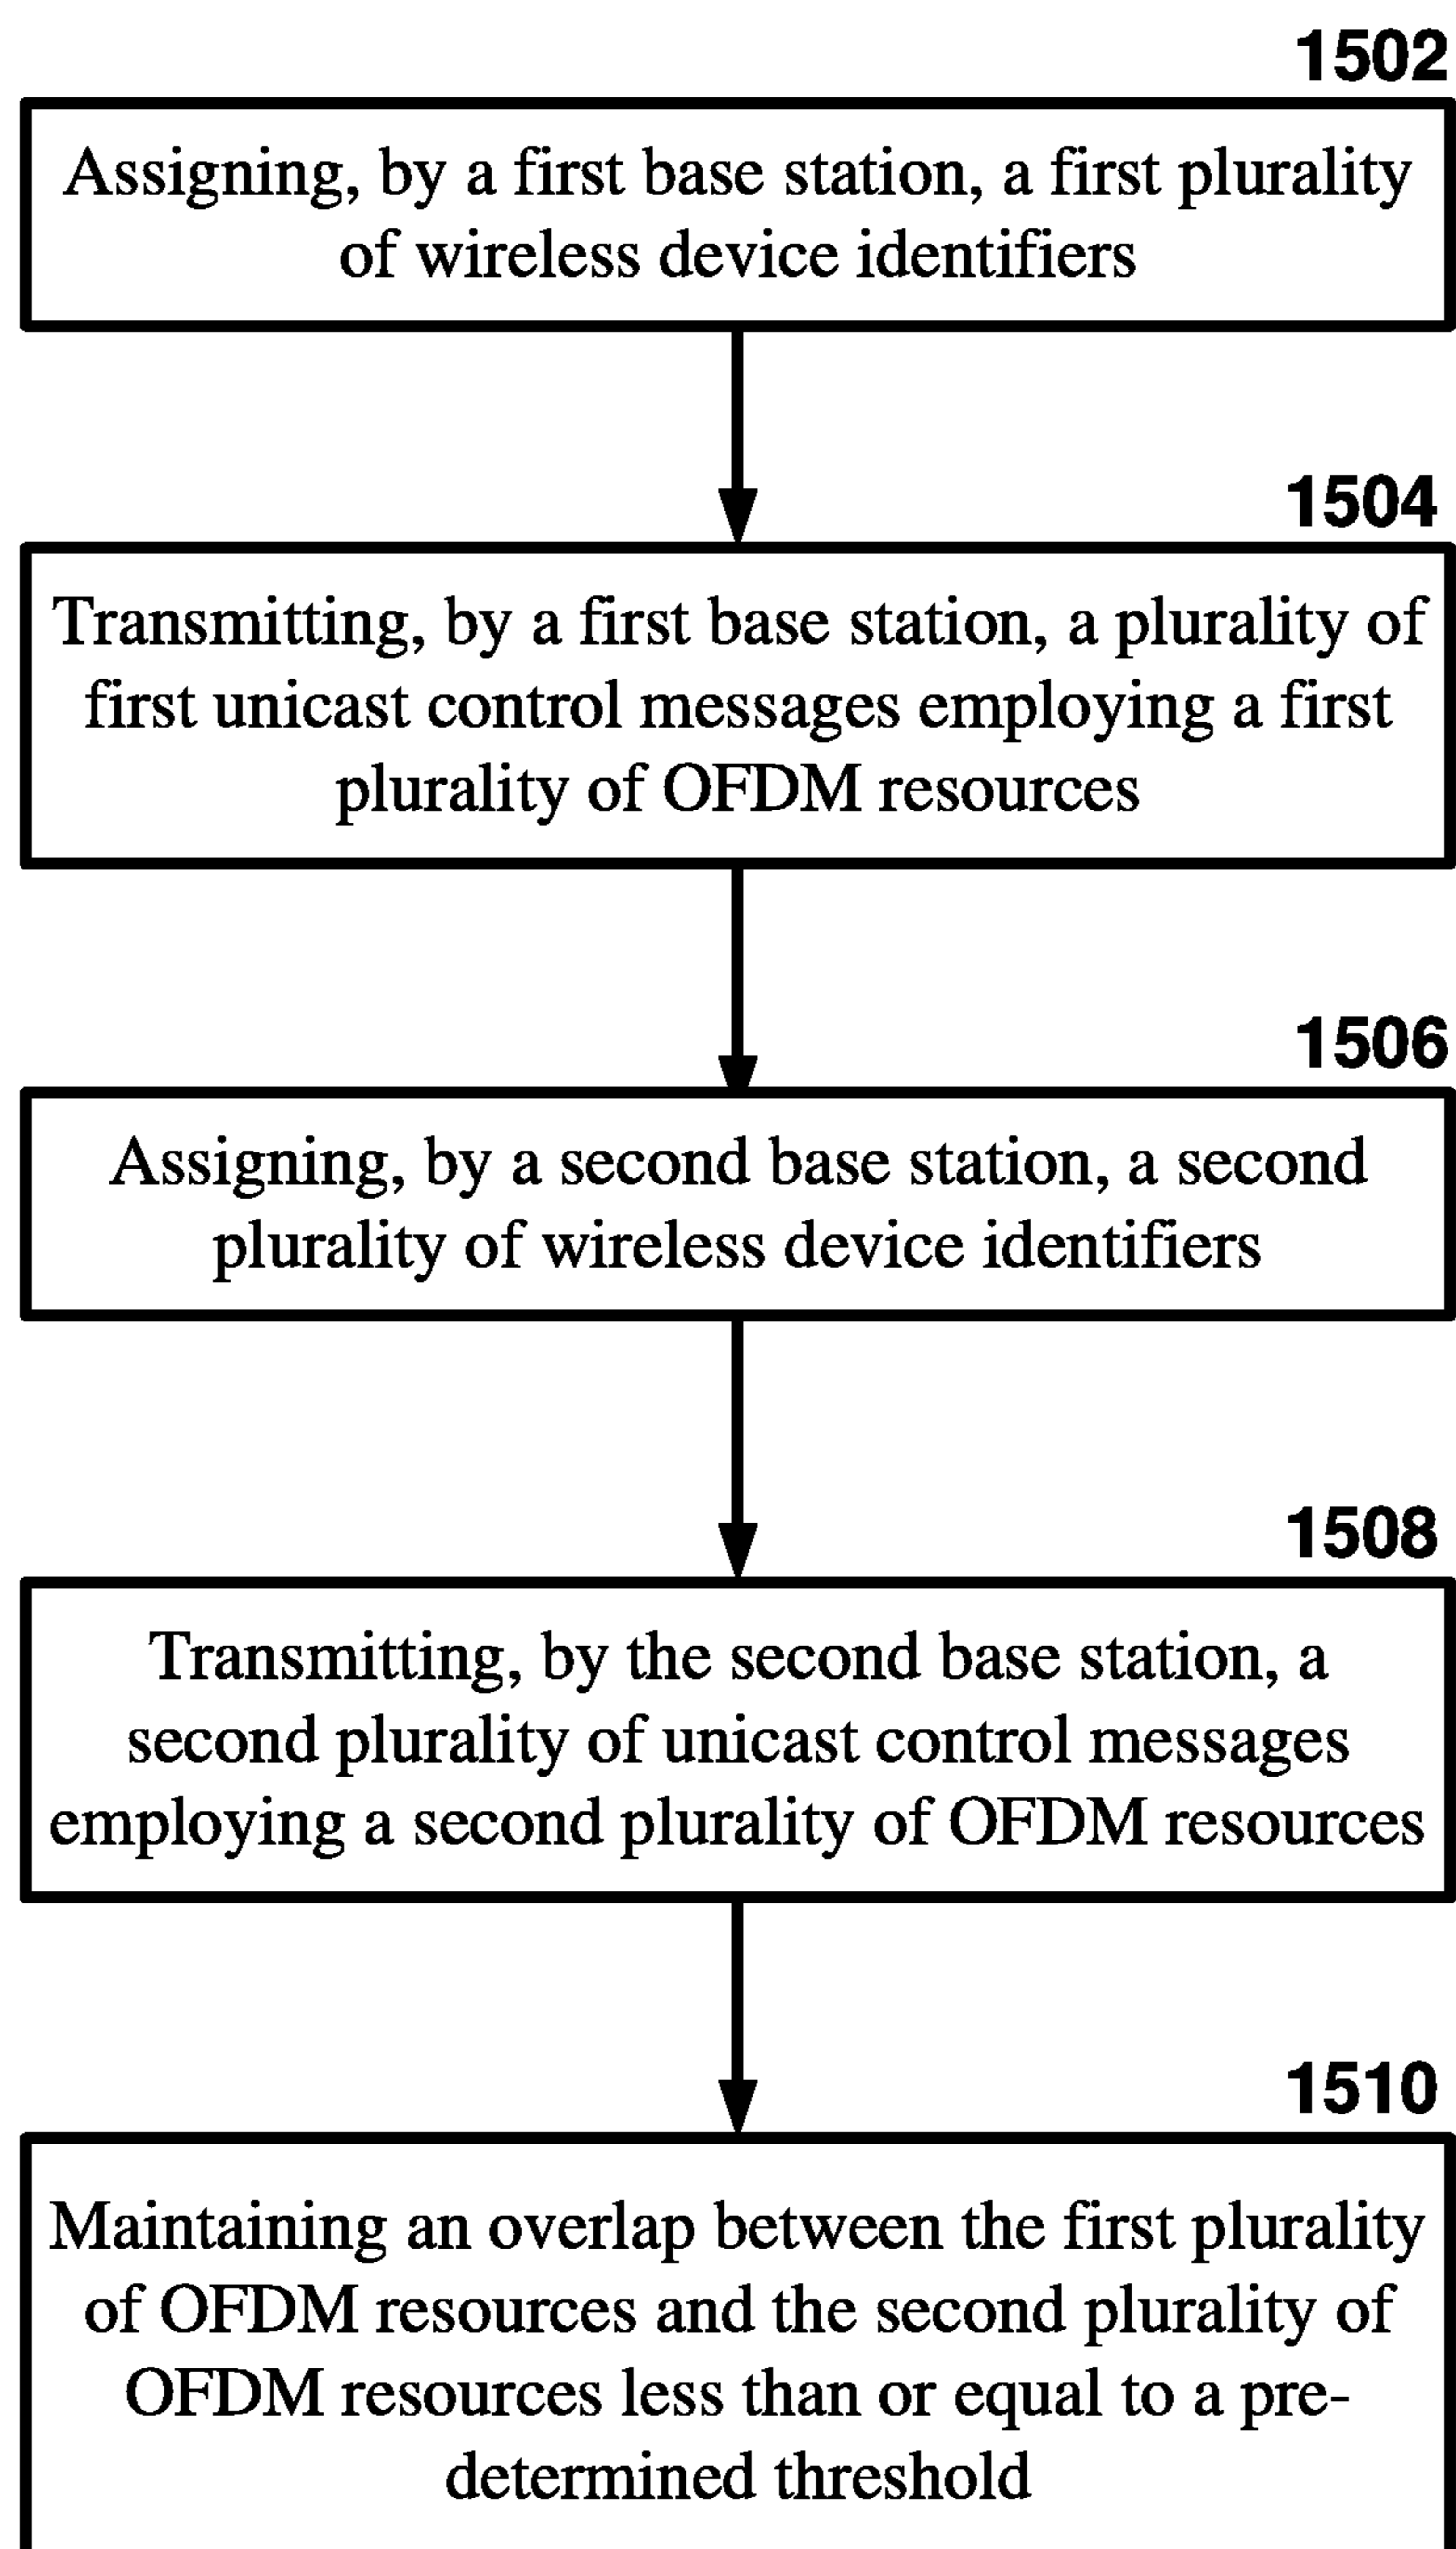 1502
Assigning, by a first base station, a first plurality
of wireless device identifiers
1504
Transmitting, by a first base station, a plurality of
first unicast control messages employing a first
plurality of OFDM resources
1506
Assigning, by a second base station, a second
plurality of wireless device identifiers
1508
Transmitting, by the second base station, a
second plurality of unicast control messages
employing a second plurality of OFDM resources
1510
Maintaining an overlap between the first plurality
of OFDM resources and the second plurality of
OFDM resources less than or equal to a pre-
determined threshold